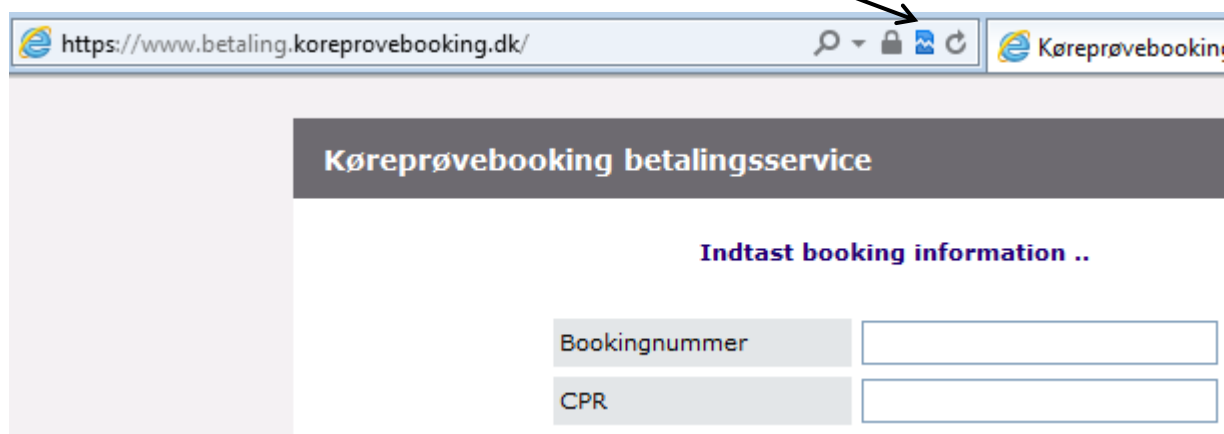 https://www.betaling.koreprovebooking.dk/
Køreprøvebooking
Køreprøvebooking betalingsservice
Indtast booking information ..
Bookingnummer
CPR